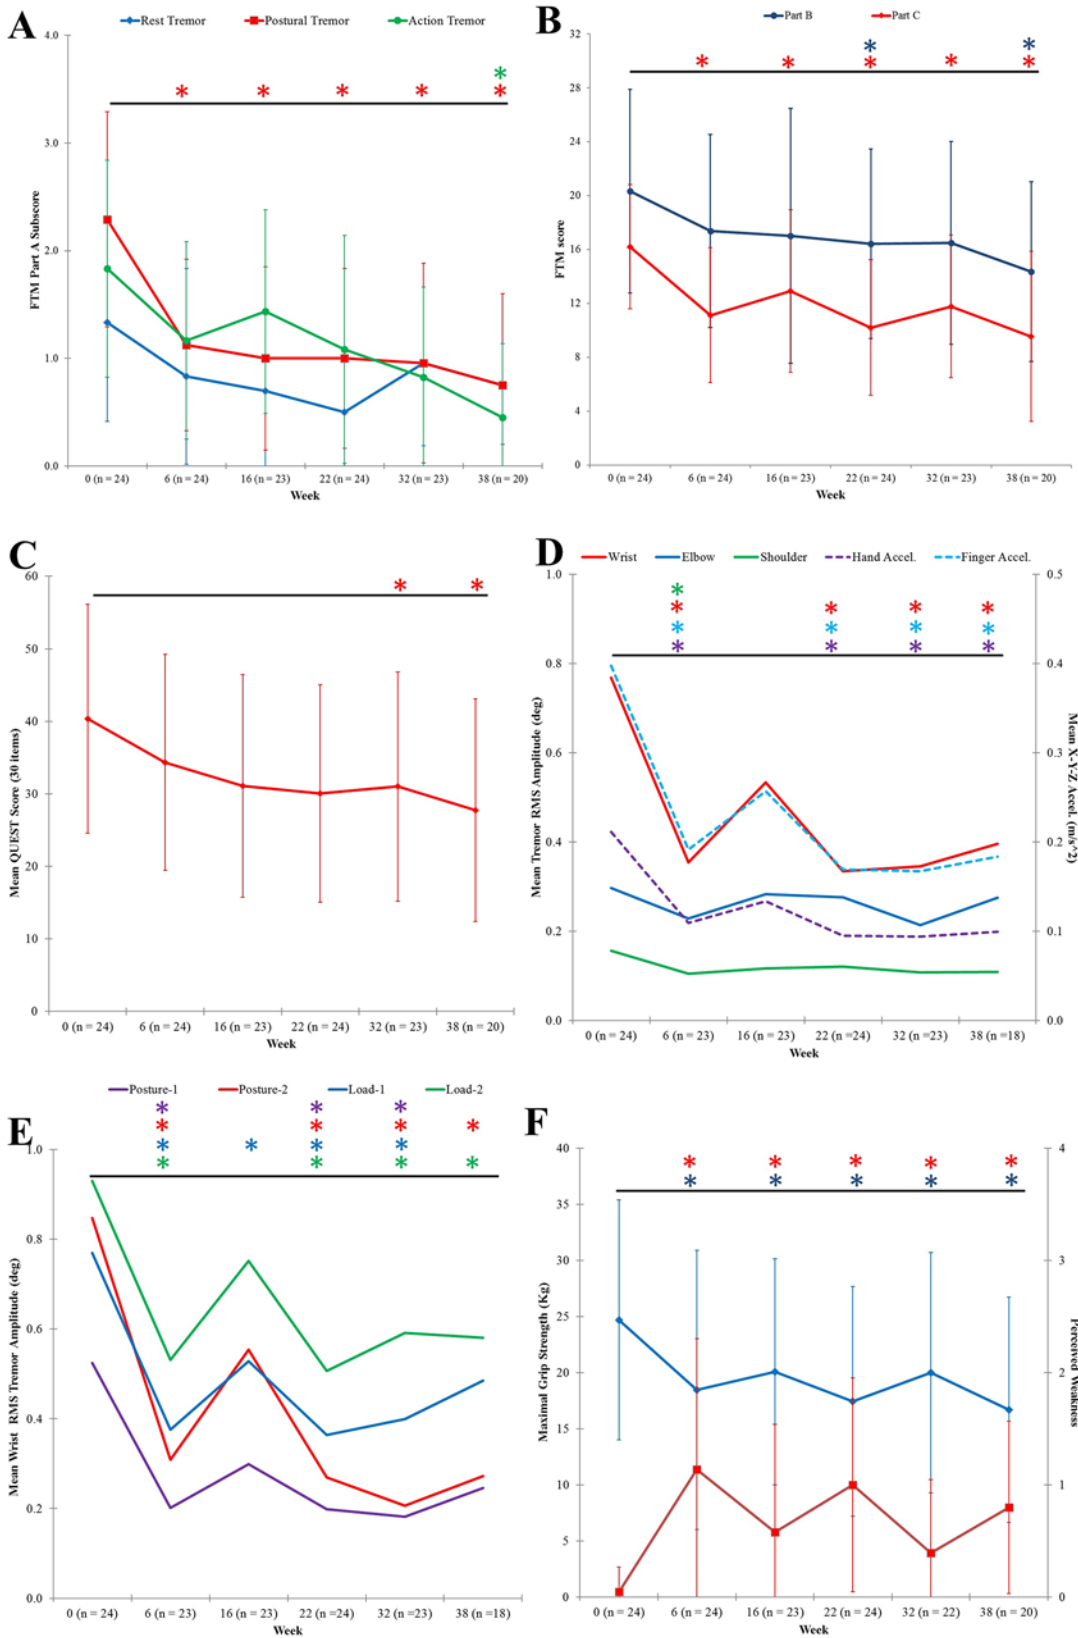 A
Rest Tremor Postural Tremor Action Tremor
4.0
3.0
2.0
1.0
0.0
FTM Part A Subscore
0 (n = 24) 6 (n = 24) 16 (n = 23) 22 (n = 24) 32 (n = 23) 38 (n = 20)
Week
B
Part B Part C
32
28
24
20
16
12
8
4
0
FTM score
0 (n = 24) 6 (n = 24) 16 (n = 23) 22 (n = 24) 32 (n = 23) 38 (n = 20)
Week
C
60
50
40
30
20
10
0
Mean QUEST Score (30 items)
0 (n = 24) 6 (n = 24) 16 (n = 23) 22 (n = 24) 32 (n = 23) 38 (n = 20)
Week
D
Wrist Elbow Shoulder Hand Accel. Finger Accel.
1.0
0.8
0.6
0.4
0.2
0.0
Mean Tremor RMS Amplitude (deg)
0.5
0.4
0.3
0.2
0.1
0.0
Mean X-Y-Z Accel. (m/s^2)
0 (n = 24) 6 (n = 23) 16 (n = 23) 22 (n =24) 32 (n =23) 38 (n =18)
Week
E
Posture-1 Posture-2 Load-1 Load-2
1.0
0.8
0.6
0.4
0.2
0.0
Mean Wrist RMS Tremor Amplitude (deg)
0 (n = 24) 6 (n = 23) 16 (n = 23) 22 (n =24) 32 (n =23) 38 (n =18)
Week
F
40
35
30
25
20
15
10
5
0
Maximal Grip Strength (Kg)
4
3
2
1
0
Perceived Weakness
0 (n = 24) 6 (n = 24) 16 (n = 23) 22 (n = 24) 32 (n = 22) 38 (n = 20)
Week